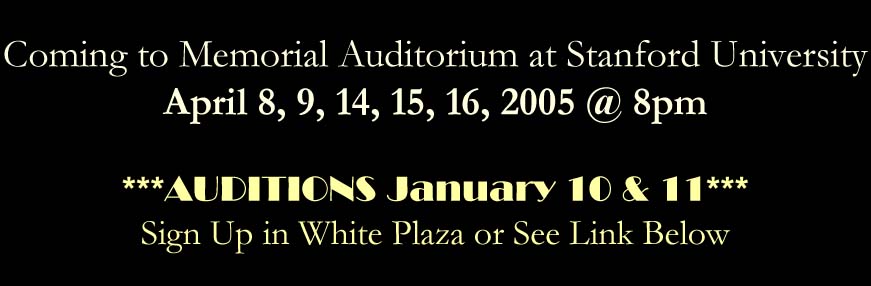 Coming to Memorial Auditorium at Stanford University
April 8, 9, 14, 15, 16, 2005 @ 8pm
***AUDITIONS January 10 & 11***
Sign Up in White Plaza or See Link Below